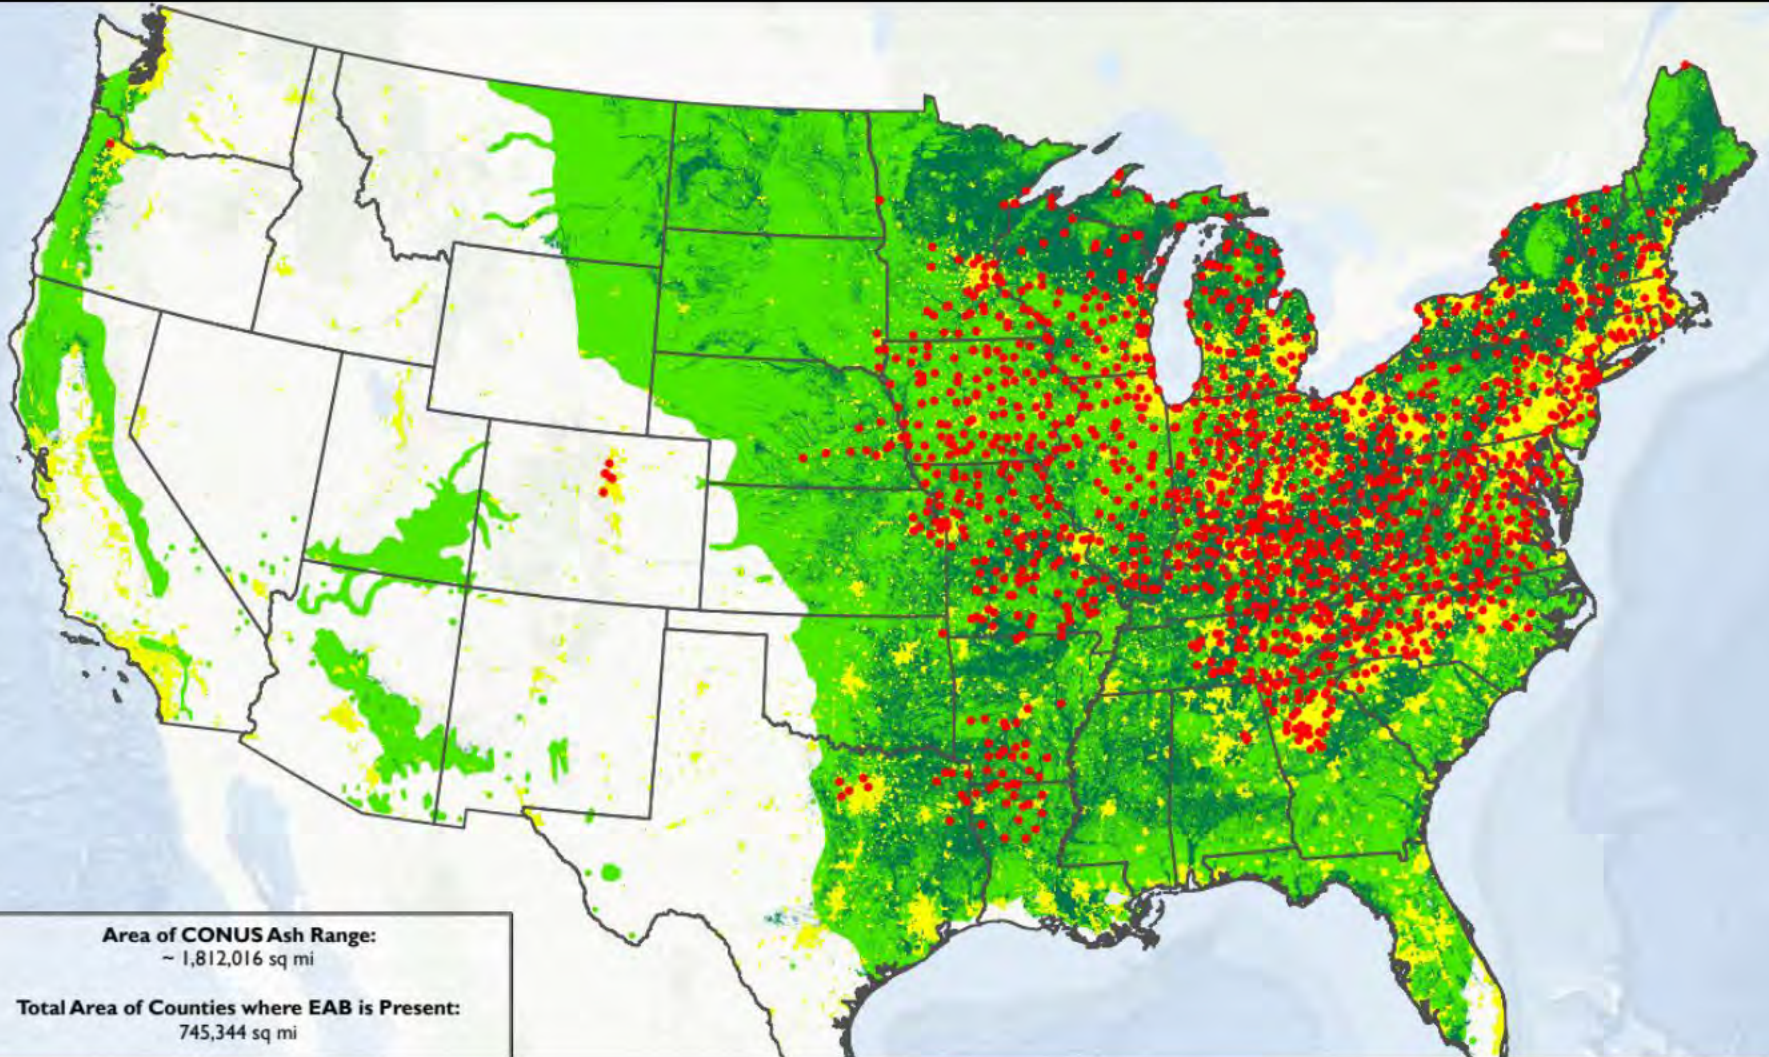 Area of CONUS Ash Range:
~ 1,812,016 sq mi
Total Area of Counties where EAB is Present:
745,344 sq mi